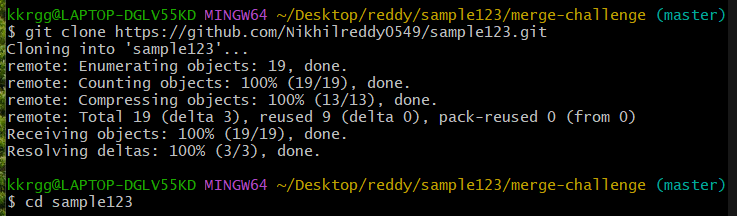 kkrgg@LAPTOP-DGLV55KD MINGW64 ~/Desktop/reddy/sample123/merge-challenge (master)
$ git clone https://github.com/Nikhilreddy0549/sample123.git
Cloning into 'sample123'...
remote: Enumerating objects: 19, done.
remote: Counting objects: 100% (19/19), done.
remote: Compressing objects: 100% (13/13), done.
remote: Total 19 (delta 3), reused 9 (delta 0), pack-reused 0 (from 0)
Receiving objects: 100% (19/19), done.
Resolving deltas: 100% (3/3), done.
kkrgg@LAPTOP-DGLV55KD MINGW64 ~/Desktop/reddy/sample123/merge-challenge (master)
$ cd sample123